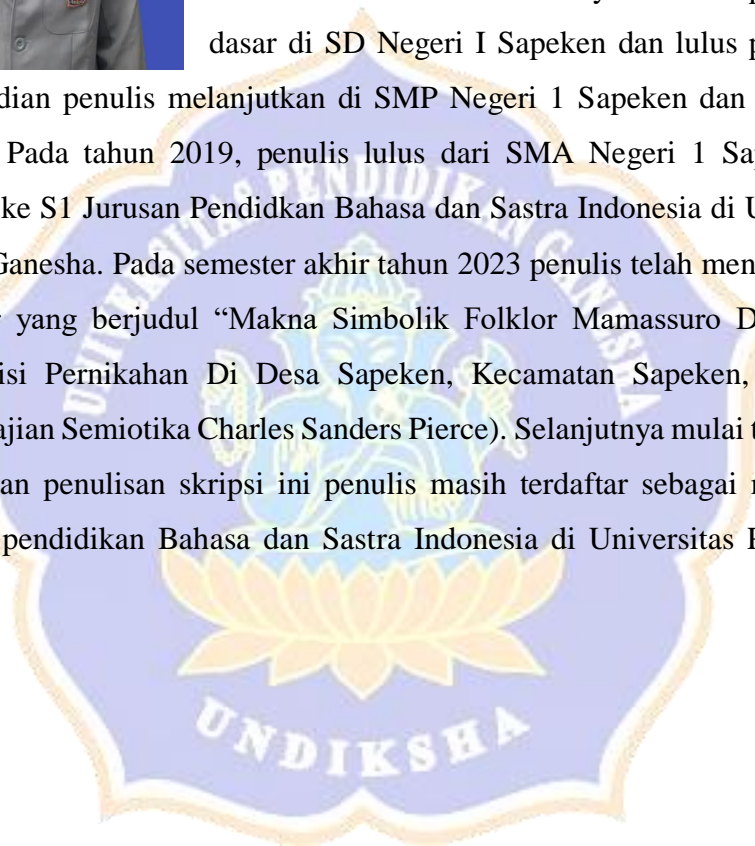 dasar di SD Negeri I Sapeken dan lulus
dian penulis melanjutkan di SMP Negeri 1 Sapeken dan
Pada tahun 2019, penulis lulus dari SMA Negeri 1
ke S1 Jurusan Pendidkan Bahasa dan Sastra Indonesia di
Ganesha. Pada semester akhir tahun 2023 penulis telah
yang berjudul “Makna Simbolik Folklor Mamassuro
isi Pernikahan Di Desa Sapeken, Kecamatan Sapeken,
ajian Semiotika Charles Sanders Pierce). Selanjutnya mulai
an penulisan skripsi ini penulis masih terdaftar sebagai
pendidikan Bahasa dan Sastra Indonesia di Universitas
UNIVERSITAS PENDIDIKAN GANESHA
UNDIKSHA